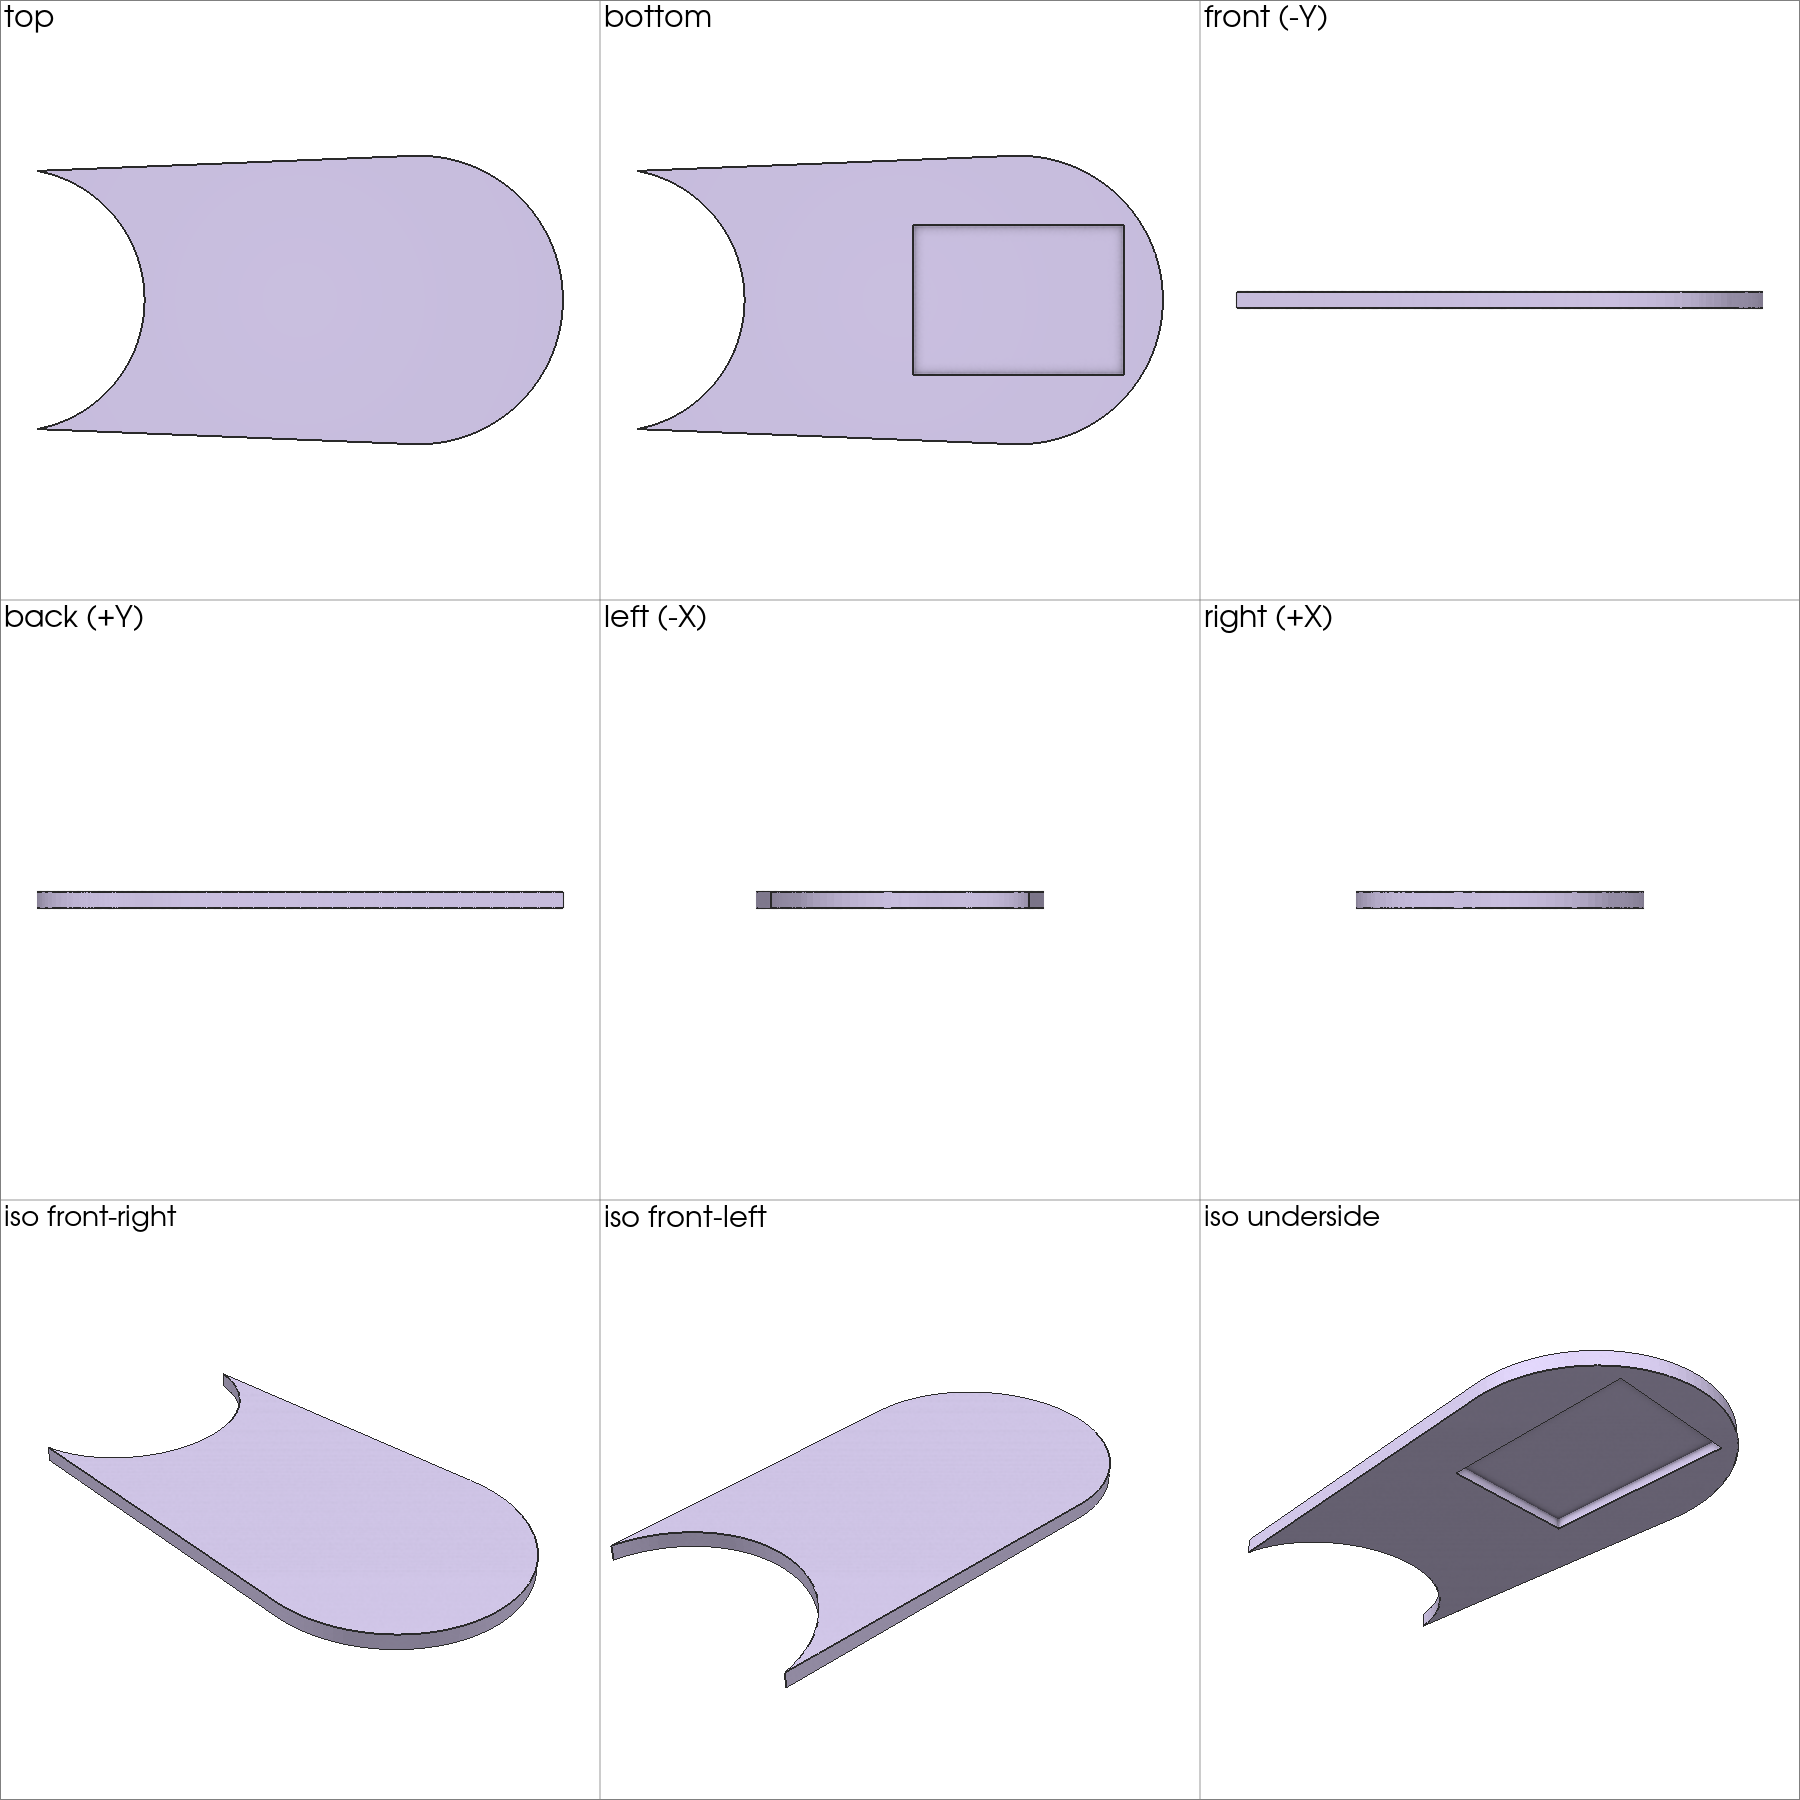 top
bottom
front (-Y)
back (+Y)
left (-X)
right (+X)
iso front-right
iso front-left
iso underside